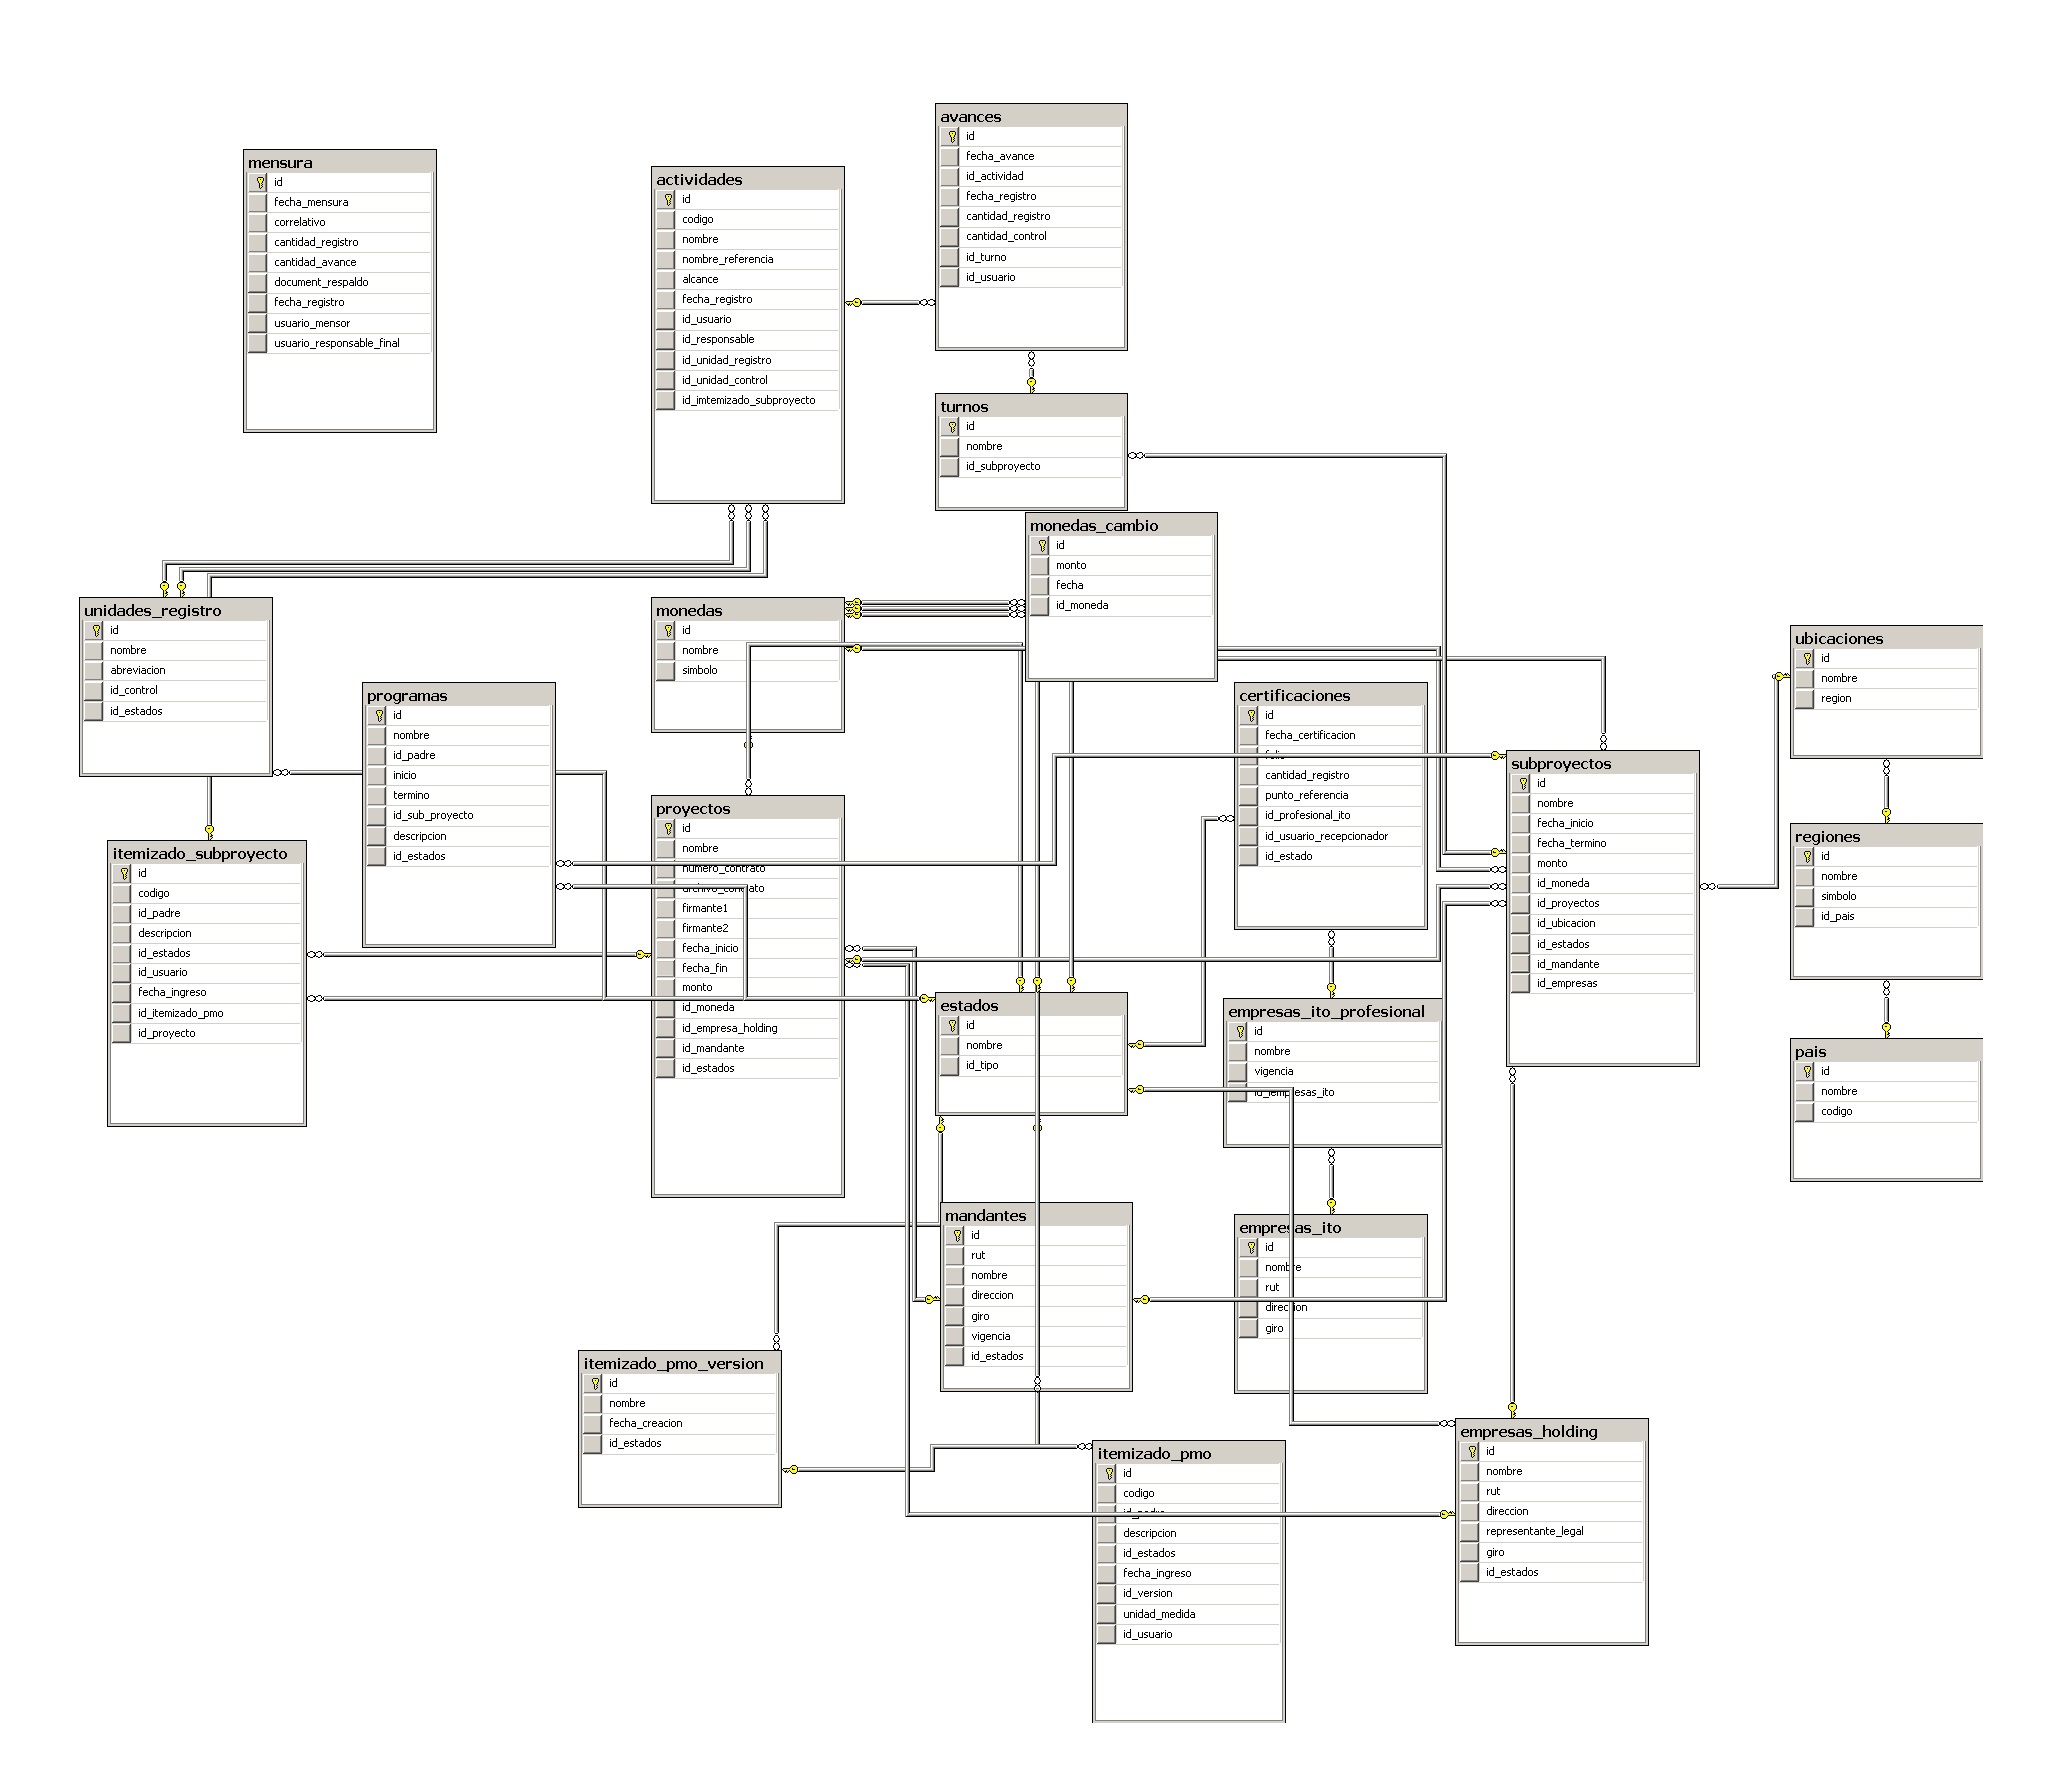 avances
id
fecha_avance
id_actividad
fecha_registro
cantidad_registro
cantidad_control
id_turno
id_usuario
mensura
id
fecha_mensura
correlativo
cantidad_registro
cantidad_avance
document_respaldo
fecha_registro
usuario_mensor
usuario_responsable_final
actividades
id
codigo
nombre
nombre_referencia
alcance
fecha_registro
id_usuario
id_responsable
id_unidad_registro
id_unidad_control
id_imtemizado_subproyecto
turnos
id
nombre
id_subproyecto
monedas_cambio
id
monto
fecha
id_moneda
unidades_registro
id
nombre
abreviacion
id_control
id_estados
monedas
id
nombre
simbolo
ubicaciones
id
nombre
region
programas
id
nombre
id_padre
inicio
termino
id_sub_proyecto
descripcion
id_estados
certificaciones
id
fecha_certificacion
folio
cantidad_registro
punto_referencia
id_profesional_ito
id_usuario_recepcionador
id_estado
subproyectos
id
nombre
fecha_inicio
fecha_termino
monto
id_moneda
id_proyectos
id_ubicacion
id_estados
id_mandante
id_empresas
proyectos
id
nombre
numero_contrato
archivo_contrato
firmante1
firmante2
fecha_inicio
fecha_fin
monto
id_moneda
id_empresa_holding
id_mandante
id_estados
regiones
id
nombre
simbolo
id_pais
itemizado_subproyecto
id
codigo
id_padre
descripcion
id_estados
id_usuario
fecha_ingreso
id_itemizado_pmo
id_proyecto
estados
id
nombre
id_tipo
empresas_ito_profesional
id
nombre
vigencia
id_empresas_ito
pais
id
nombre
codigo
mandantes
id
rut
nombre
direccion
giro
vigencia
id_estados
empresas_ito
id
nombre
rut
direccion
giro
itemizado_pmo_version
id
nombre
fecha_creacion
id_estados
empresas_holding
id
nombre
rut
direccion
representante_legal
giro
id_estados
itemizado_pmo
id
codigo
id_padre
descripcion
id_estados
fecha_ingreso
id_version
unidad_medida
id_usuario